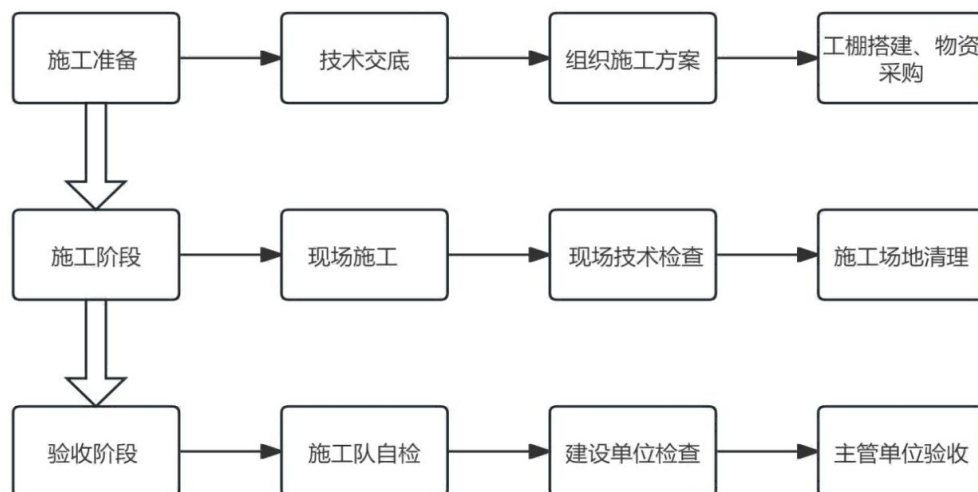 施工准备
技术交底
组织施工方案
工棚搭建、物资
采购
施工阶段
现场施工
现场技术检查
施工场地清理
验收阶段
施工队自检
建设单位检查
主管单位验收